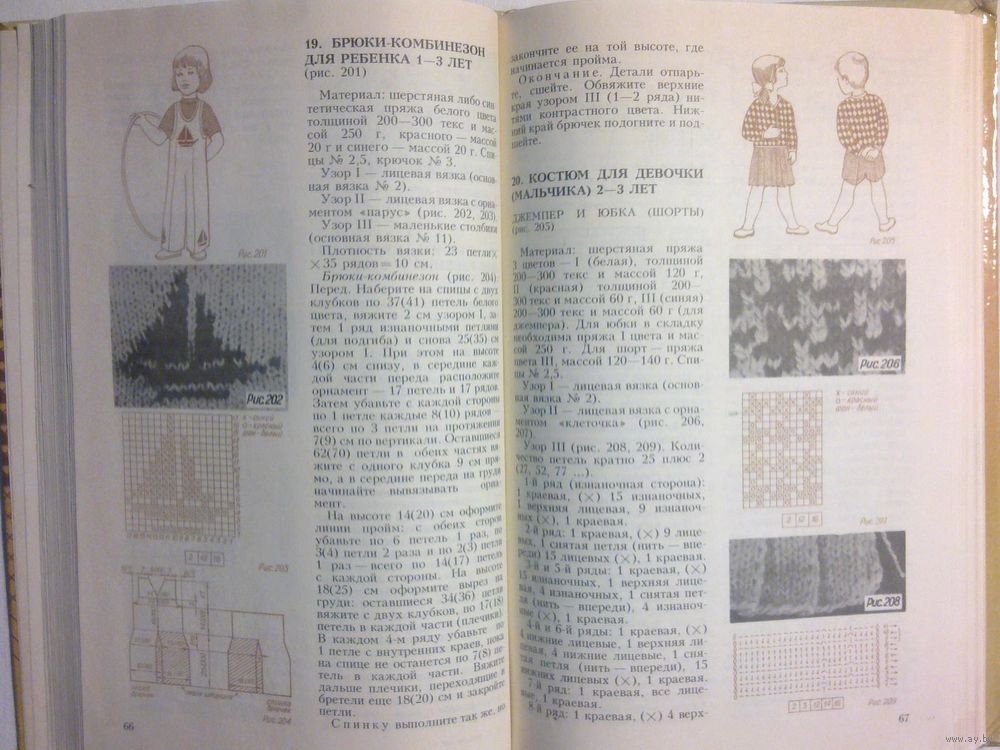 19. БРЮКИ-КОМБИНЕЗОН
ДЛЯ РЕБЕНКА 1—3 ЛЕТ
(рис. 201)
Материал: шерстяная либо син
тетическая пряжа белого цвета
толщиной 200—300 текс и мас-
сой 250 г, красного — массой
20 г и синего — массой 20 г. Спи-
цы № 2,5, крючок № 3.
Узор I — лицевая вязка (основ-
ная вязка № 2).
Узор II — лицевая вязка с орна-
ментом «парус» (рис. 202, 203)
Узор III — маленькие столбики
(основная вязка № 11).
Плотность вязки: 23 петли×
×35 рядов=10 см.
Брюки-комбинезон (рис. 204)
Перед. Наберите на спицы с двух
клубков по 37(41) петель белого
цвета, вяжите 2 см узором I, за-
тем 1 ряд изнаночными петлями
(для подгиба) и снова 25(35) см
узором I. При этом на высоте
4(6) см снизу, в середине каж-
дой части переда расположите
орнамент — 17 петель и 17 рядов.
Затем убавьте с каждой стороны
по 1 петле каждые 8(10) рядов —
всего по 3 петли на протяжении
7(9) см по вертикали. Оставшиеся
62(70) петли в обеих частях вя-
жите с одного клубка 9 см пря-
мо, а в середине переда на груди
начинайте вывязывать орна-
мент.
На высоте 14(20) см оформите
линии пройм: с обеих сторон
убавьте по 6 петель 1 раз, по
3(4) петли 2 раза и по 2(3) петли
1 раз — всего по 14(17) петель
с каждой стороны. На высоте
18(25) см оформите вырез на
груди: оставшиеся 34(36) петли
вяжите с двух клубков, по 17(18)
петель в каждой части (плечики).
В каждом 4-м ряду убавьте по
1 петле с внутренних краев, пока
на спице не останется по 7(8) пе-
тель в каждой части. Вяжите
дальше плечики, переходящие в
бретели еще 18(20) см и закройте
петли.
Спинку выполните так же, но
Рис. 201
Рис. 202
х - синий
о - красный
фон - белый
2 12 16
Рис. 203
спинка
Рис. 204
66
закончите ее на той высоте, где
начинается пройма.
Окончание. Детали отпарь-
те, сшейте. Обвяжите верхние
края узором III (1—2 ряда) ни-
тями контрастного цвета. Ниж-
ний край брючек подогните и под-
шейте.
20. КОСТЮМ ДЛЯ ДЕВОЧКИ
(МАЛЬЧИКА) 2—3 ЛЕТ
ДЖЕМПЕР И ЮБКА (ШОРТЫ)
(рис. 205)
Материал: шерстяная пряжа
3 цветов — I (белая), толщиной
200—300 текс и массой 120 г,
II (красная) толщиной 200—
300 текс и массой 60 г, III (синяя)
200—300 текс и массой 60 г (для
джемпера). Для юбки в складку
необходима пряжа I цвета и мас-
сой 250 г. Для шорт — пряжа
цвета III, массой 120—140 г. Спи-
цы № 2,5.
Узор I — лицевая вязка (основ-
ная вязка № 2).
Узор II — лицевая вязка с орна-
ментом «клеточка» (рис. 206,
207).
Узор III (рис. 208, 209). Коли-
чество петель кратно 25 плюс 2
(27, 52, 77 ...).
1-й ряд (изнаночная сторона):
1 краевая, (×) 15 изнаночных,
1 верхняя лицевая, 9 изнаноч-
ных (×), 1 краевая.
2-й ряд: 1 краевая, (×) 9 лице-
вых, 1 снятая петля (нить — впе-
реди) 15 лицевых (×), 1 краевая.
3-й и 5-й ряды: 1 краевая, (×)
15 изнаночных, 1 верхняя лице-
вая, 4 изнаночных, 1 снятая пет-
ля (нить — впереди), 4 изнаноч-
ные (×), 1 краевая.
4-й и 6-й ряды: 1 краевая, (×)
4 нижние лицевые, 1 верхняя ли-
цевая, 4 нижние лицевые, 1 сня-
тая петля (нить — впереди), 15
нижних лицевых (×), 1 краевая.
7-й ряд: 1 краевая, все лице-
вые, 1 краевая.
8-й ряд: 1 краевая, (×) 4 верх-
Рис. 205
Рис. 206
х - синий
о - красный
фон - белый
2 12 16
Рис. 207
Рис. 208
Рис. 209
67
www.ay.by